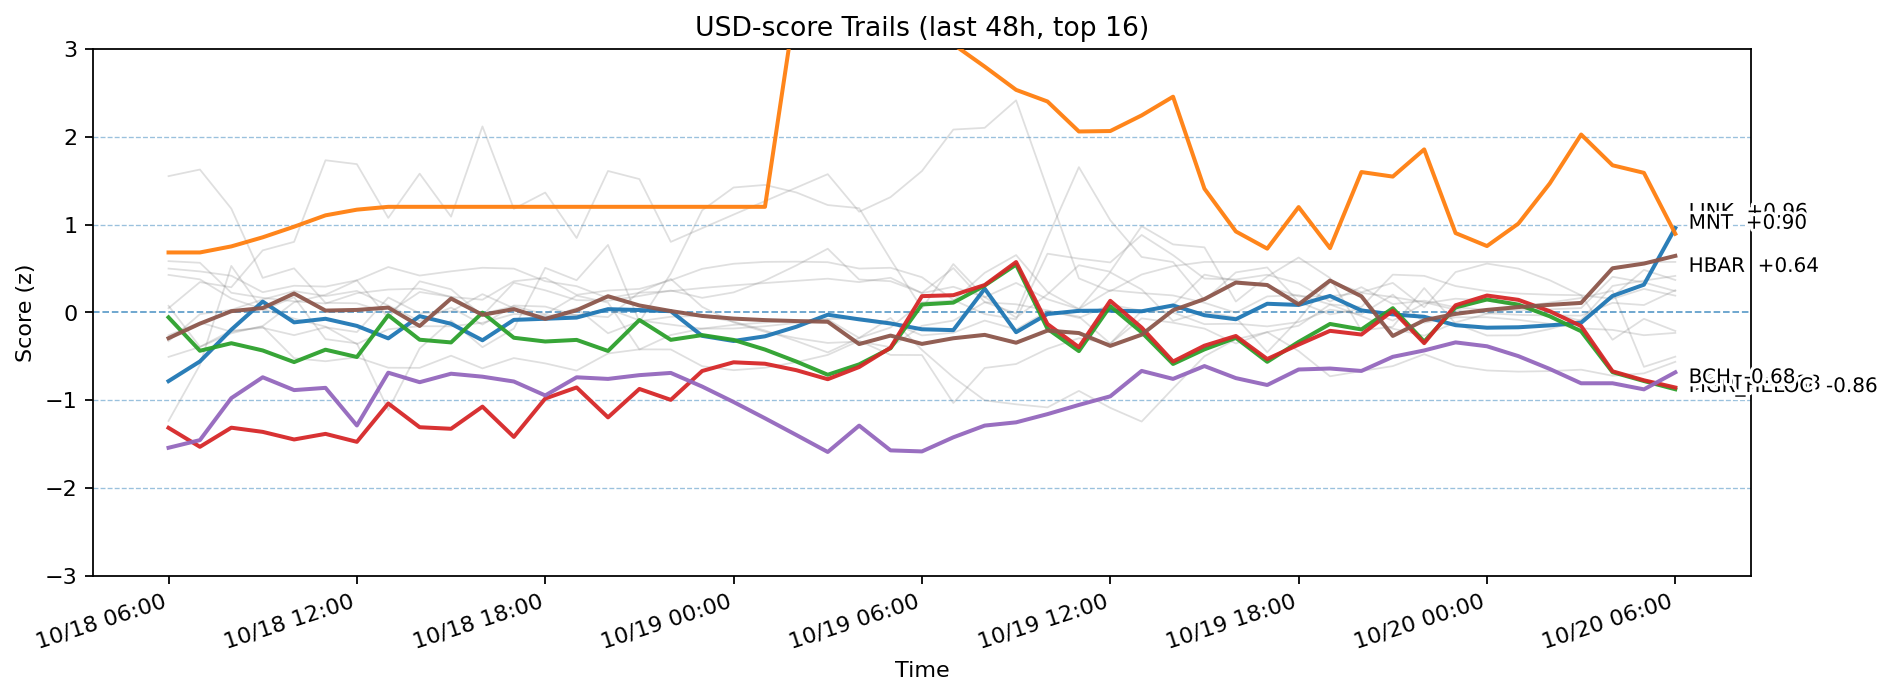 USD-score Trails (last 48h, top 16)
Score (z)
3
2
1
0
−1
−2
−3
LINK +0.96
MNT +0.90
HBAR +0.64
BCH -0.68
-0.86
10/18 06:00
10/18 12:00
10/18 18:00
10/19 00:00
10/19 06:00
10/19 12:00
10/19 18:00
10/20 00:00
10/20 06:00
Time